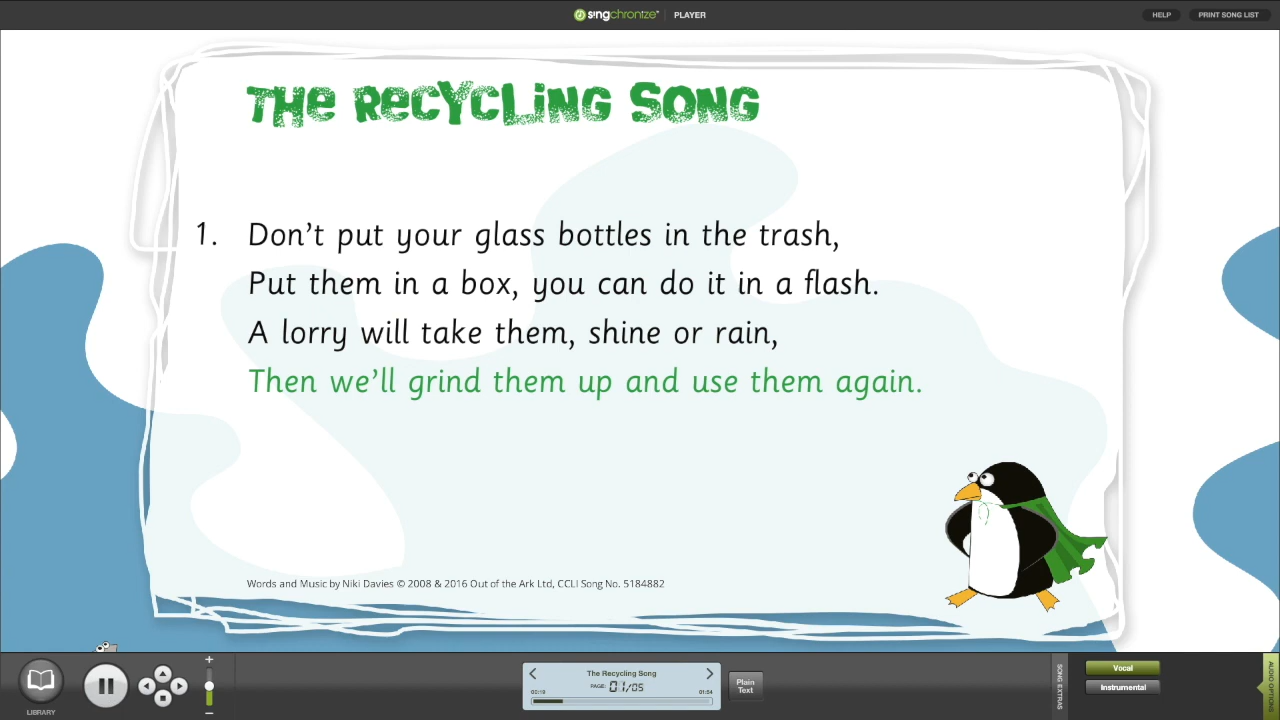 singchronize PLAYER
HELP
PRINT SONG LIST
THE RECYCLING SONG
1. Don't put your glass bottles in the trash,
Put them in a box, you can do it in a flash.
A lorry will take them, shine or rain,
Then we'll grind them up and use them again.
Words and Music by Niki Davies © 2008 & 2016 Out of the Ark Ltd, CCLI Song No. 5184882
LIBRARY
+
−
The Recycling Song
PAGE: 01/05
00:19
01:54
Plain
Text
SONG EXTRAS
Vocal
Instrumental
AUDIO OPTIONS